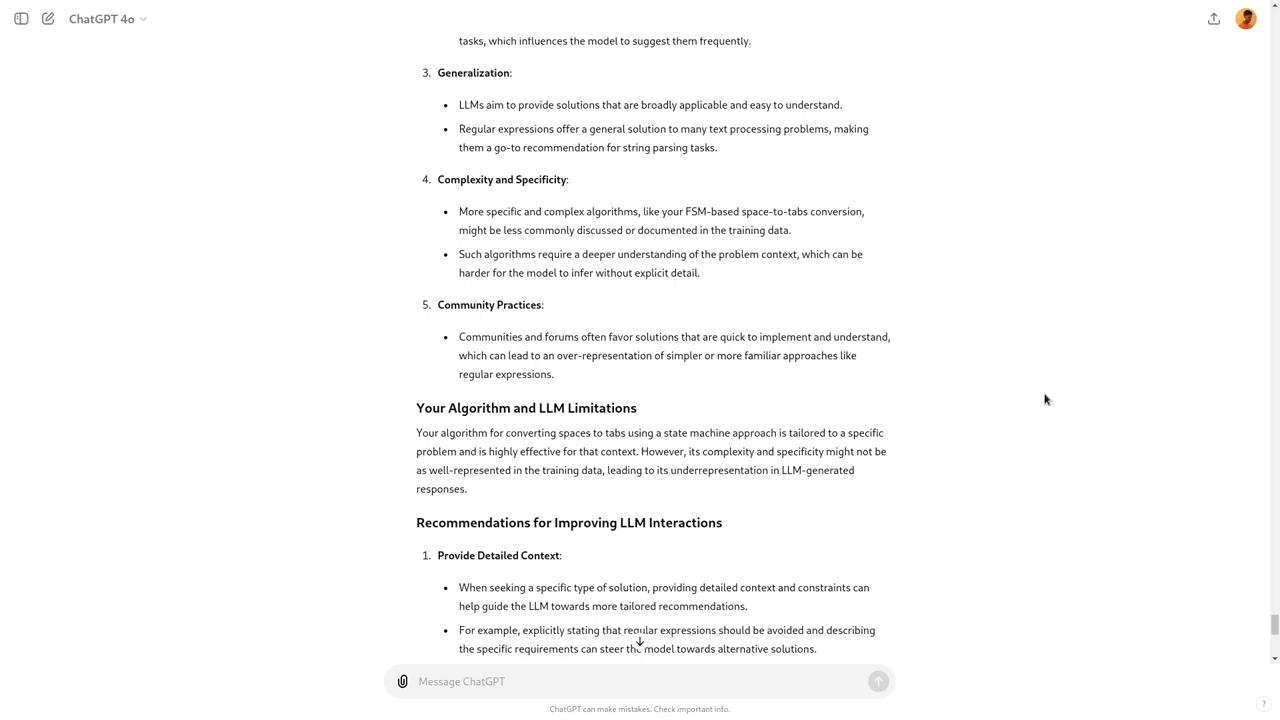 ChatGPT 4o
tasks, which influences the model to suggest them frequently.
3. Generalization:
• LLMs aim to provide solutions that are broadly applicable and easy to understand.
• Regular expressions offer a general solution to many text processing problems, making
them a go-to recommendation for string parsing tasks.
4. Complexity and Specificity:
• More specific and complex algorithms, like your FSM-based space-to-tabs conversion,
might be less commonly discussed or documented in the training data.
• Such algorithms require a deeper understanding of the problem context, which can be
harder for the model to infer without explicit detail.
5. Community Practices:
• Communities and forums often favor solutions that are quick to implement and understand,
which can lead to an over-representation of simpler or more familiar approaches like
regular expressions.
Your Algorithm and LLM Limitations
Your algorithm for converting spaces to tabs using a state machine approach is tailored to a specific
problem and is highly effective for that context. However, its complexity and specificity might not be
as well-represented in the training data, leading to its underrepresentation in LLM-generated
responses.
Recommendations for Improving LLM Interactions
1. Provide Detailed Context:
• When seeking a specific type of solution, providing detailed context and constraints can
help guide the LLM towards more tailored recommendations.
• For example, explicitly stating that regular expressions should be avoided and describing
the specific requirements can steer the model towards alternative solutions.
Message ChatGPT
ChatGPT can make mistakes. Check important info.
?